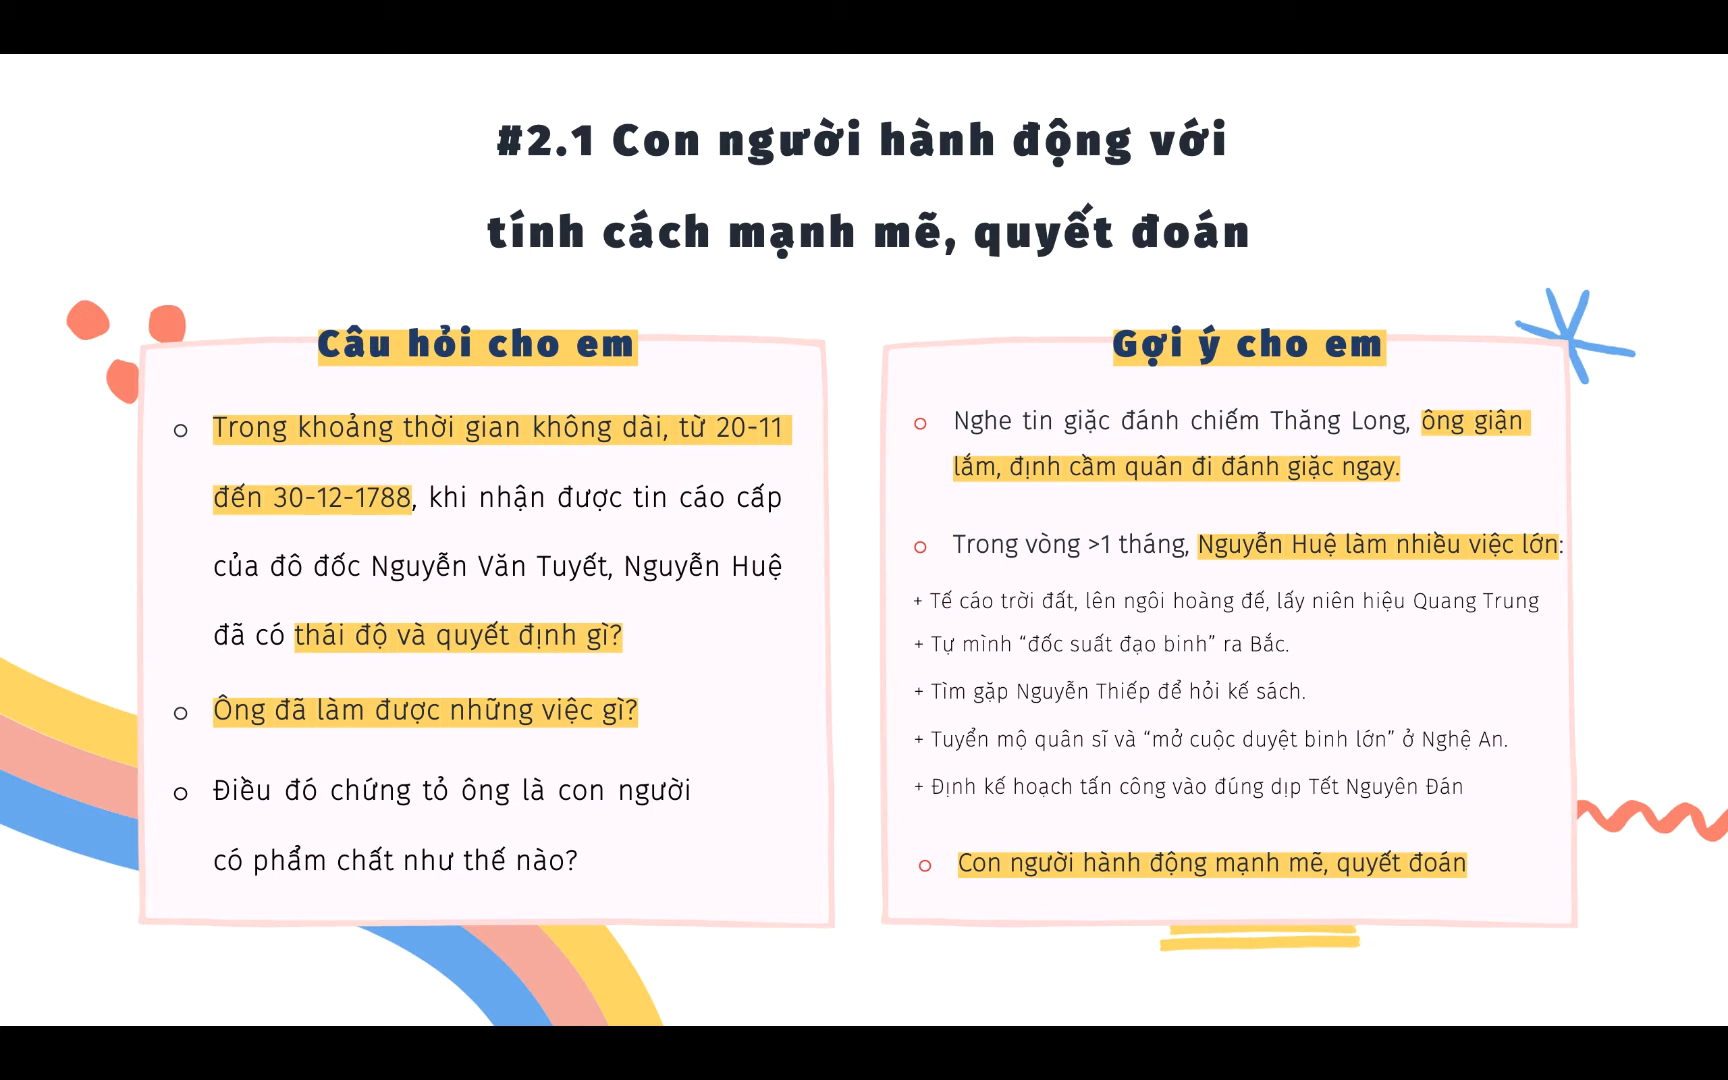 #2.1 Con người hành động với
tính cách mạnh mẽ, quyết đoán
Câu hỏi cho em
Trong khoảng thời gian không dài, từ 20-11
đến 30-12-1788, khi nhận được tin cáo cấp
của đô đốc Nguyễn Văn Tuyết, Nguyễn Huệ
đã có thái độ và quyết định gì?
Ông đã làm được những việc gì?
Điều đó chứng tỏ ông là con người
có phẩm chất như thế nào?
Gợi ý cho em
Nghe tin giặc đánh chiếm Thăng Long, ông giận
lắm, định cầm quân đi đánh giặc ngay.
Trong vòng >1 tháng, Nguyễn Huệ làm nhiều việc lớn:
+ Tế cáo trời đất, lên ngôi hoàng đế, lấy niên hiệu Quang Trung
+ Tự mình “đốc suất đạo binh” ra Bắc.
+ Tìm gặp Nguyễn Thiếp để hỏi kế sách.
+ Tuyển mộ quân sĩ và “mở cuộc duyệt binh lớn” ở Nghệ An.
+ Định kế hoạch tấn công vào đúng dịp Tết Nguyên Đán
Con người hành động mạnh mẽ, quyết đoán